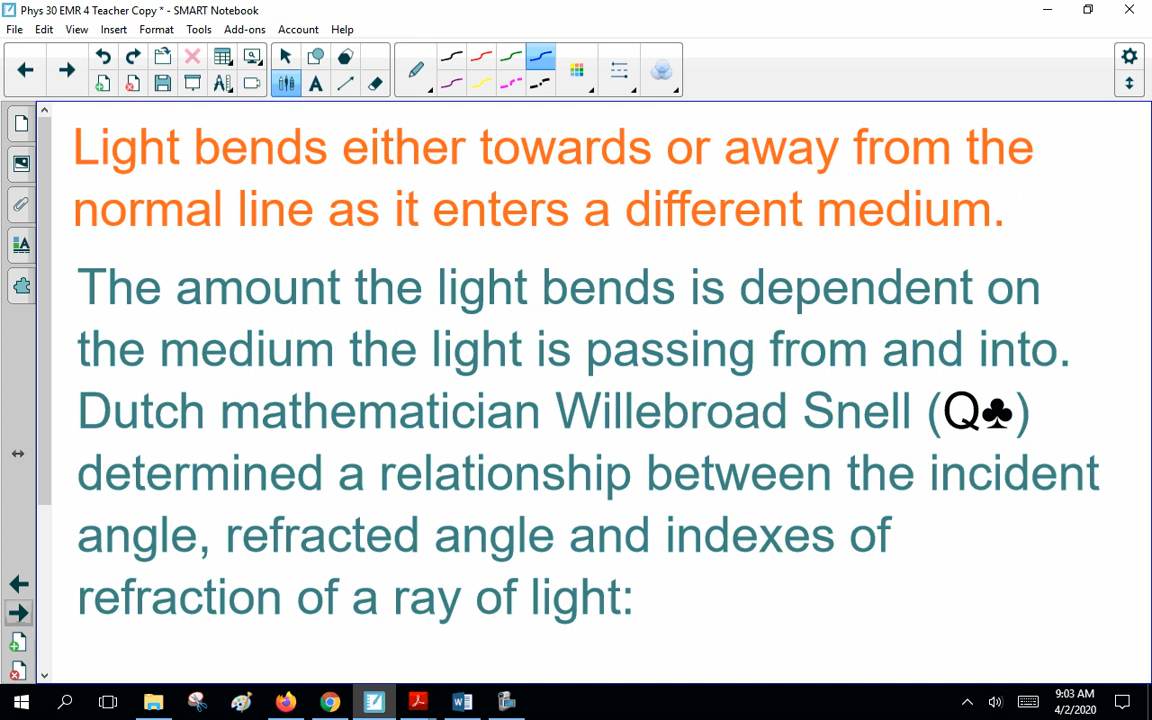 Phys 30 EMR 4 Teacher Copy * - SMART Notebook
File Edit View Insert Format Tools Add-ons Account Help
Light bends either towards or away from the
normal line as it enters a different medium.
The amount the light bends is dependent on
the medium the light is passing from and into.
Dutch mathematician Willebroad Snell (Q♣)
determined a relationship between the incident
angle, refracted angle and indexes of
refraction of a ray of light:
9:03 AM
4/2/2020